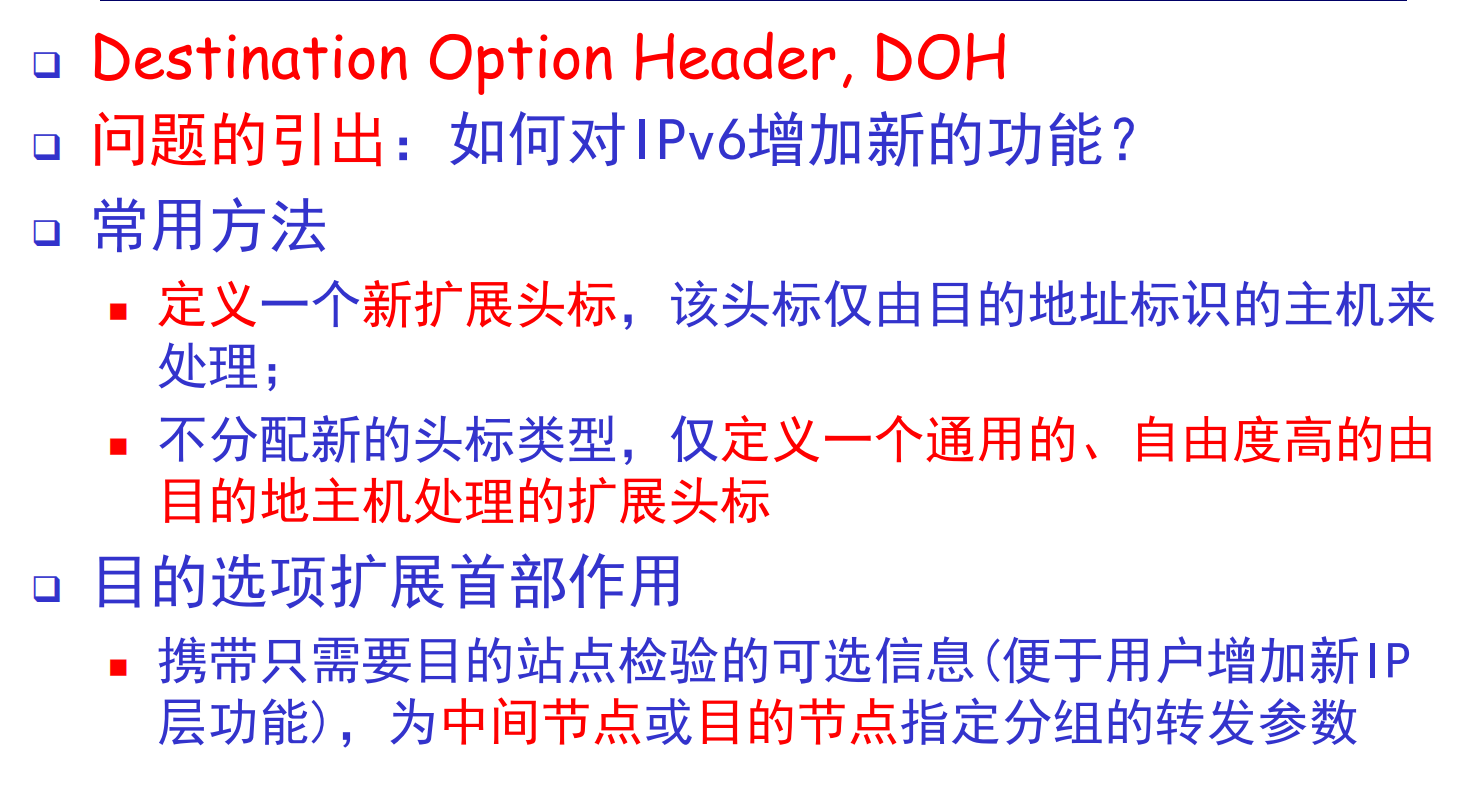 Destination Option Header, DOH
问题的引出：如何对IPv6增加新的功能？
常用方法
定义一个新扩展头标，该头标仅由目的地址标识的主机来
处理；
不分配新的头标类型，仅定义一个通用的、自由度高的由
目的地主机处理的扩展头标
目的选项扩展首部作用
携带只需要目的站点检验的可选信息(便于用户增加新IP
层功能)，为中间节点或目的节点指定分组的转发参数